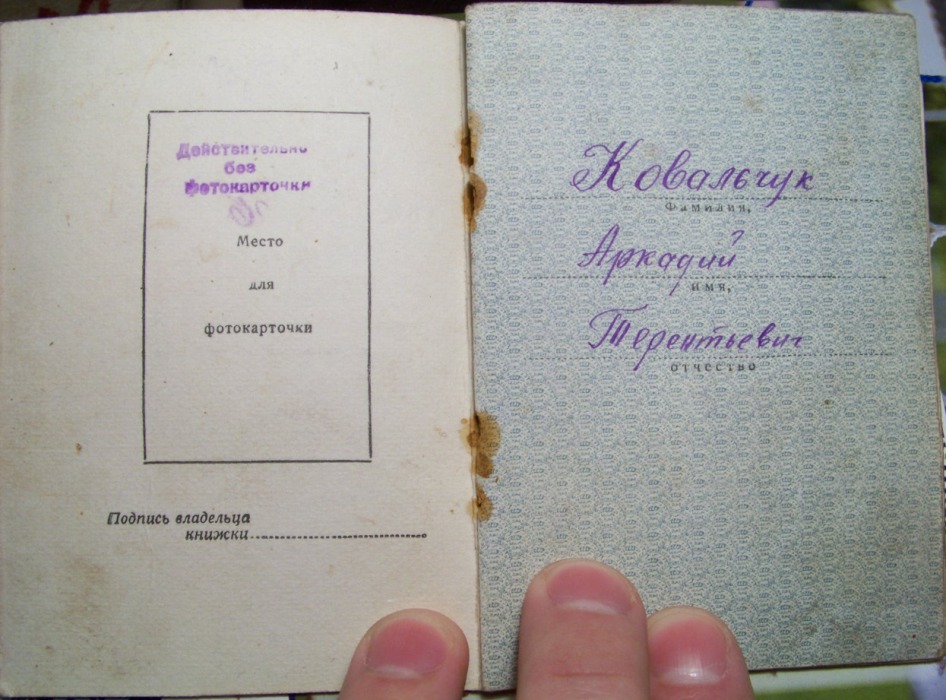 Действительно
без
фотокарточки
Место
для
фотокарточки
Подпись владельца
книжки
Ковальчук
Фамилия,
Аркадий
имя,
Терентьевич
отчество